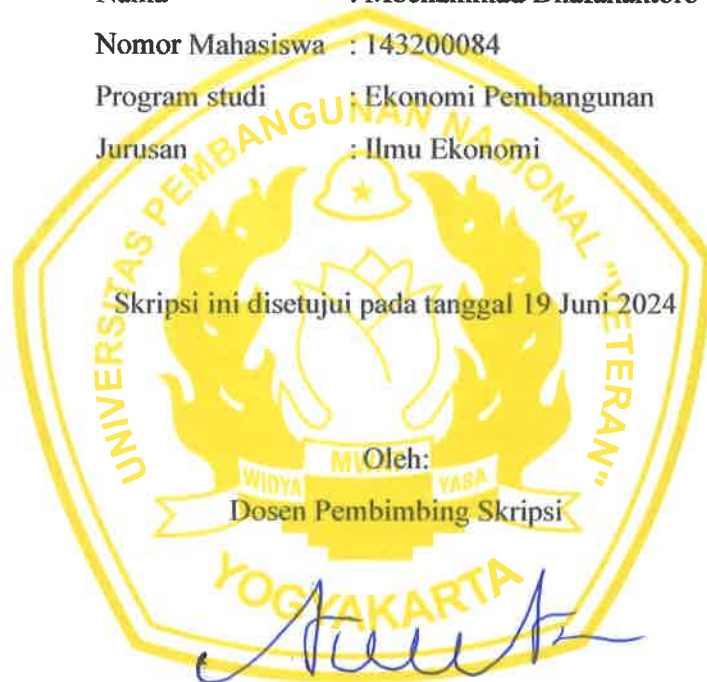 Nomor Mahasiswa : 143200084
Program studi : Ekonomi Pembangunan
Jurusan : Ilmu Ekonomi
UNIVERSITAS PEMBANGUNAN NASIONAL "VETERAN"
Skripsi ini disetujui pada tanggal 19 Juni 2024
Oleh:
WIDYA YASA
Dosen Pembimbing Skripsi
YOGYAKARTA